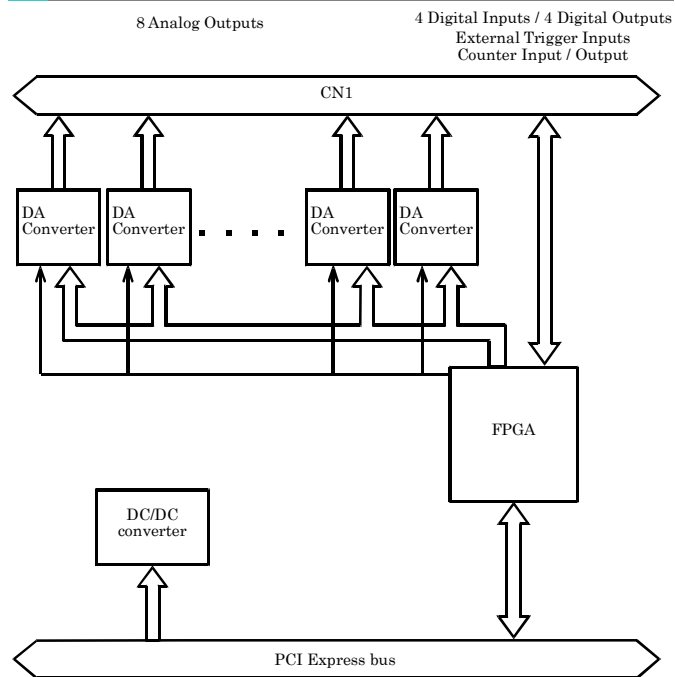 8 Analog Outputs
4 Digital Inputs / 4 Digital Outputs
External Trigger Inputs
Counter Input / Output
CN1
DA
Converter
DA
Converter
DA
Converter
DA
Converter
FPGA
DC/DC
converter
PCI Express bus